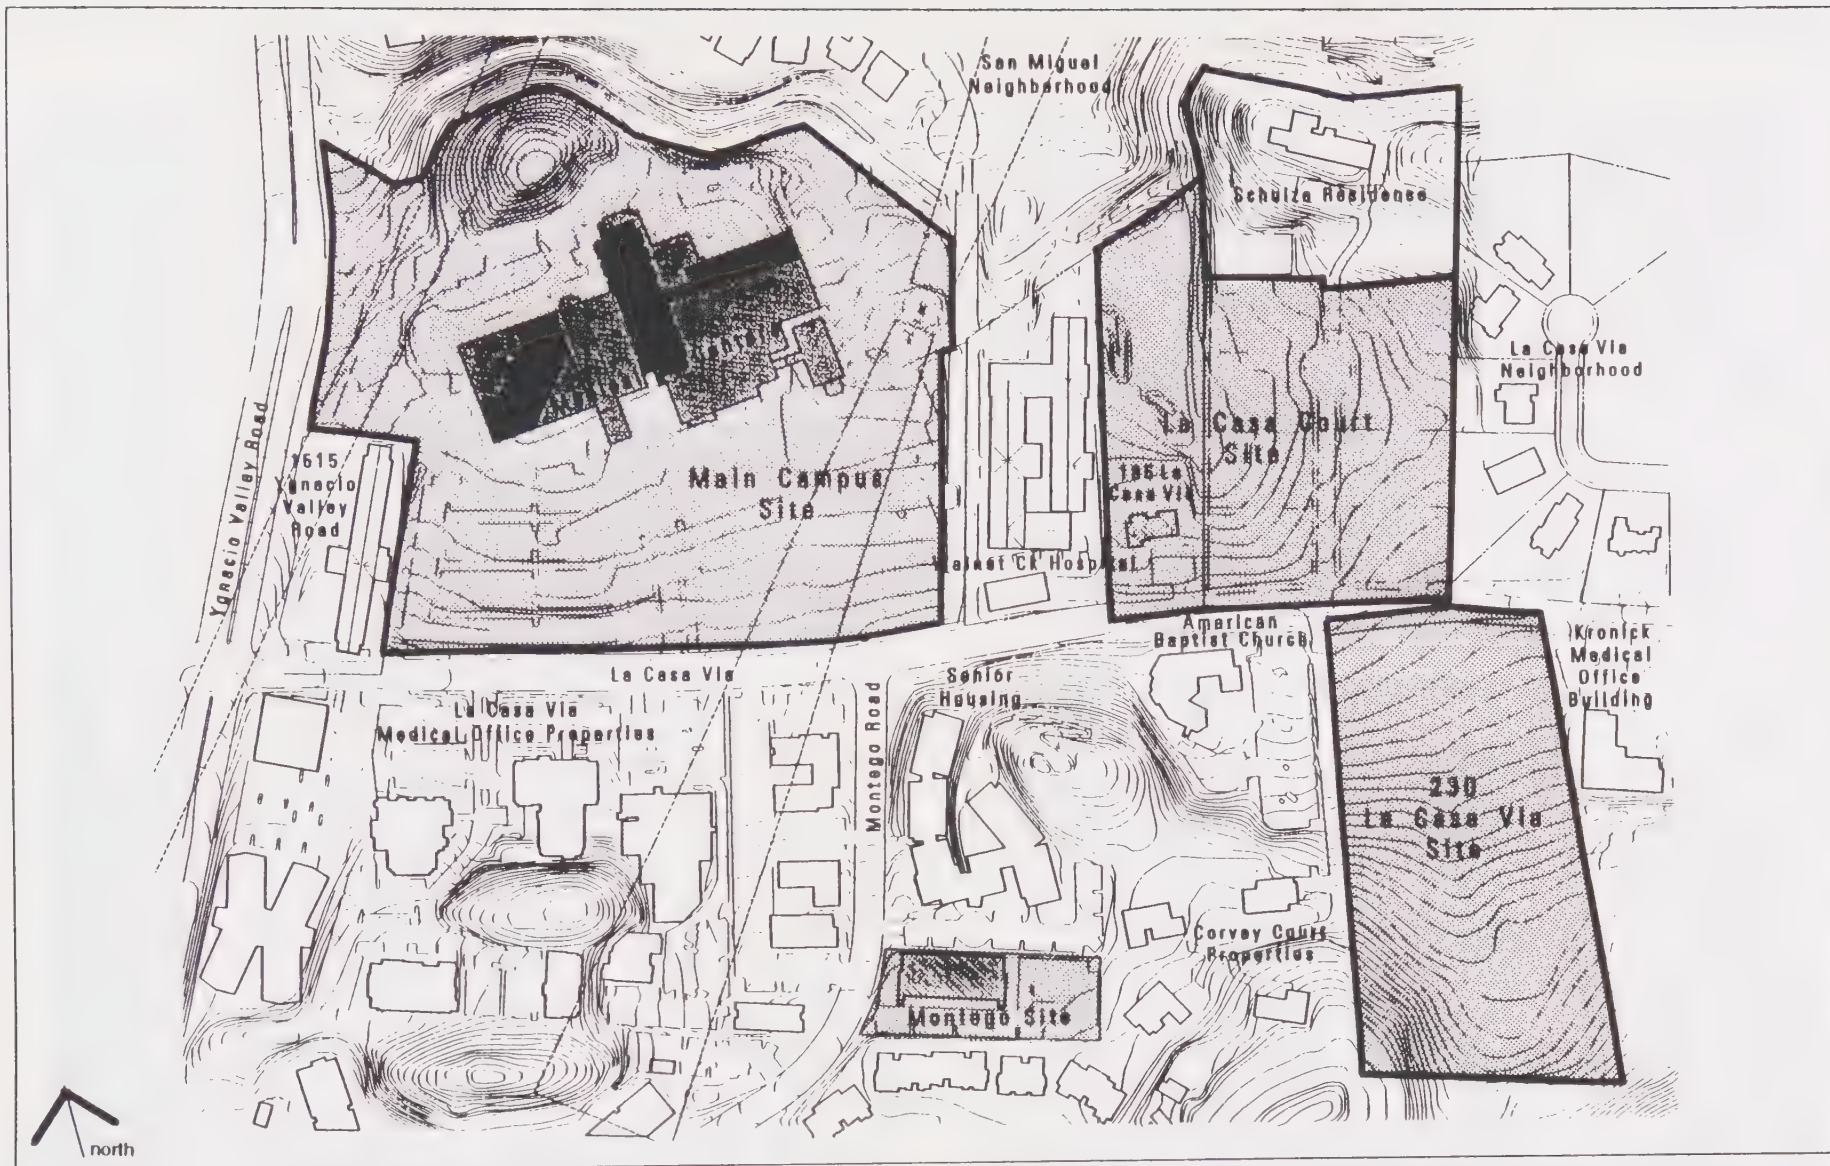 San Miguel
Neighborhood
Schulze Residence
La Casa Via
Neighborhood
Ygnacio Valley Road
1615
Ygnacio
Valley
Road
Main Campus
Site
La Casa Court
Site
185 La
Casa Via
Walnut Ck Hospital
American
Baptist Church
Kronick
Medical
Office
Building
La Casa Via
Senior
Housing
La Casa Via
Medical Office Properties
Montego Road
230
La Casa Via
Site
Corvey Court
Properties
Montego Site
north